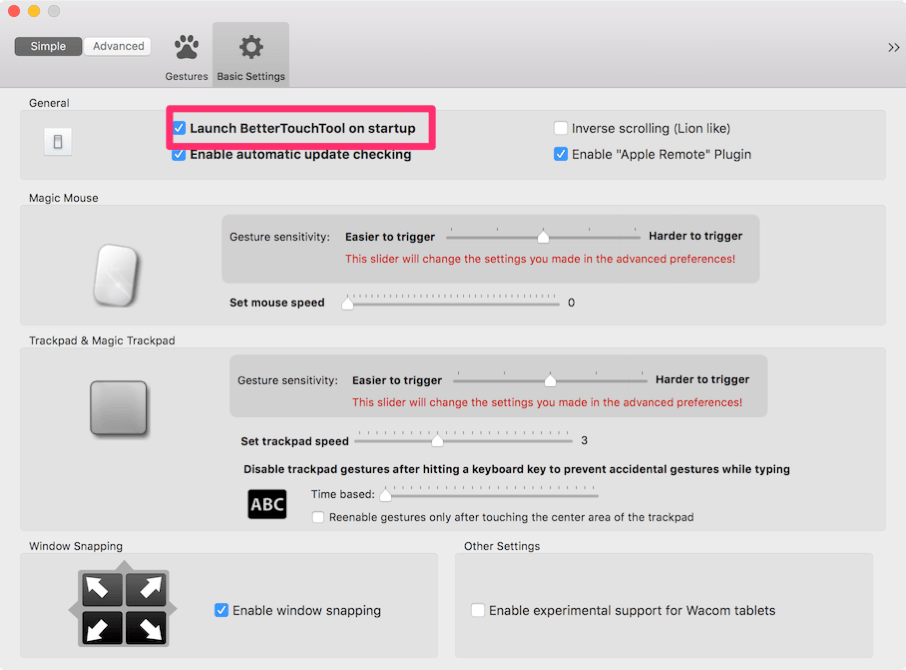 Simple
Advanced
Gestures
Basic Settings
General
Launch BetterTouchTool on startup
Inverse scrolling (Lion like)
Enable automatic update checking
Enable "Apple Remote" Plugin
Magic Mouse
Gesture sensitivity: Easier to trigger Harder to trigger
This slider will change the settings you made in the advanced preferences!
Set mouse speed 0
Trackpad & Magic Trackpad
Gesture sensitivity: Easier to trigger Harder to trigger
This slider will change the settings you made in the advanced preferences!
Set trackpad speed 3
Disable trackpad gestures after hitting a keyboard key to prevent accidental gestures while typing
ABC
Time based:
Reenable gestures only after touching the center area of the trackpad
Window Snapping
Enable window snapping
Other Settings
Enable experimental support for Wacom tablets